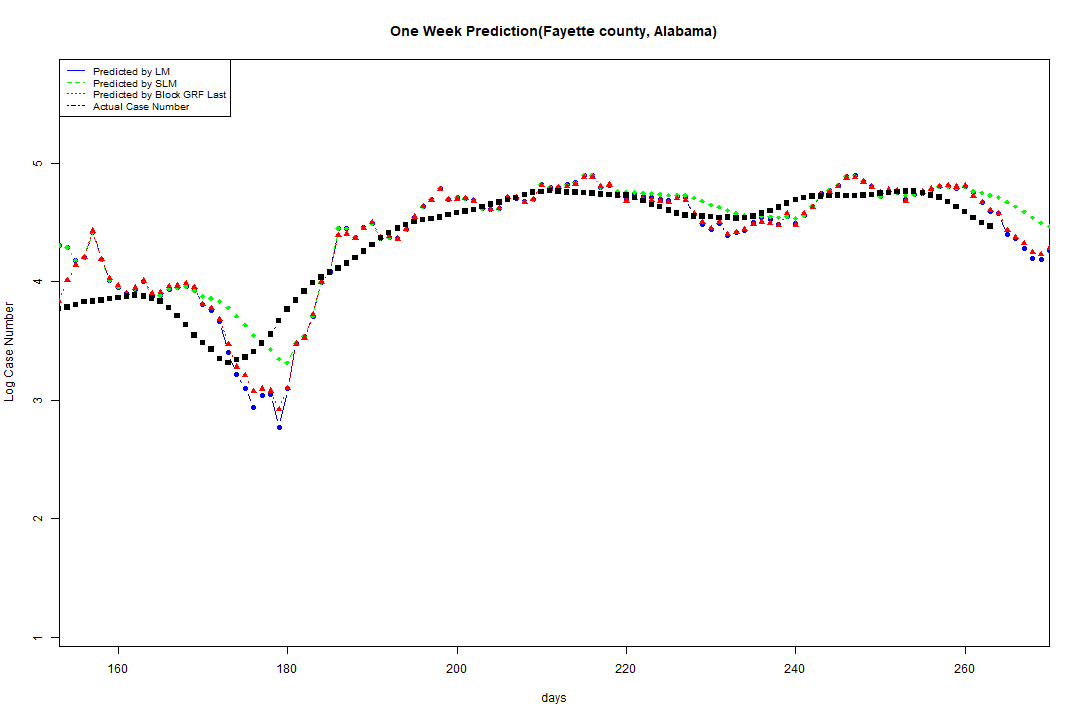 One Week Prediction(Fayette county, Alabama)
Predicted by LM
Predicted by SLM
Predicted by Block GRF Last
Actual Case Number
5
4
3
2
1
Log Case Number
160 180 200 220 240 260
days